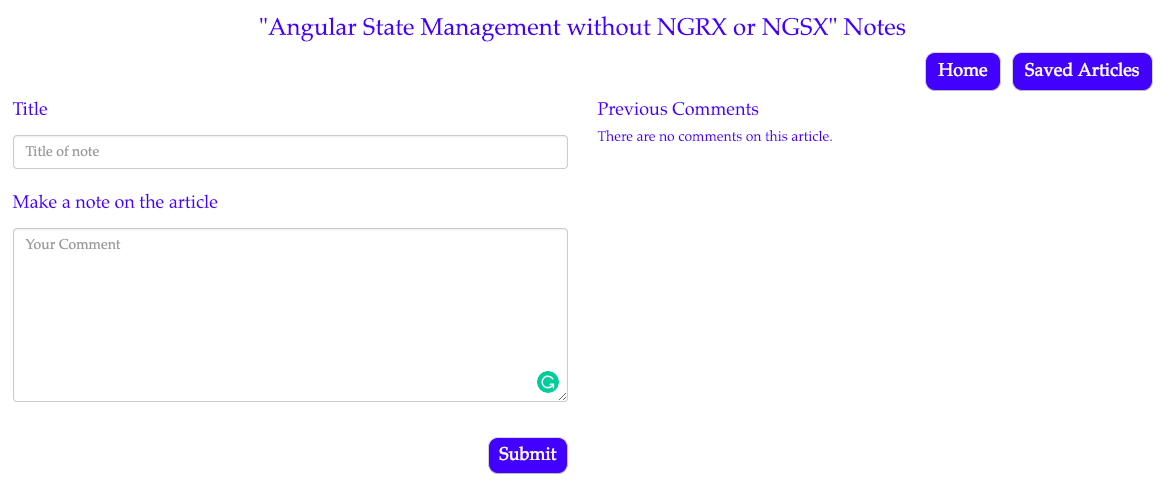 "Angular State Management without NGRX or NGSX" Notes
Home
Saved Articles
Title
Title of note
Make a note on the article
Your Comment
Submit
Previous Comments
There are no comments on this article.